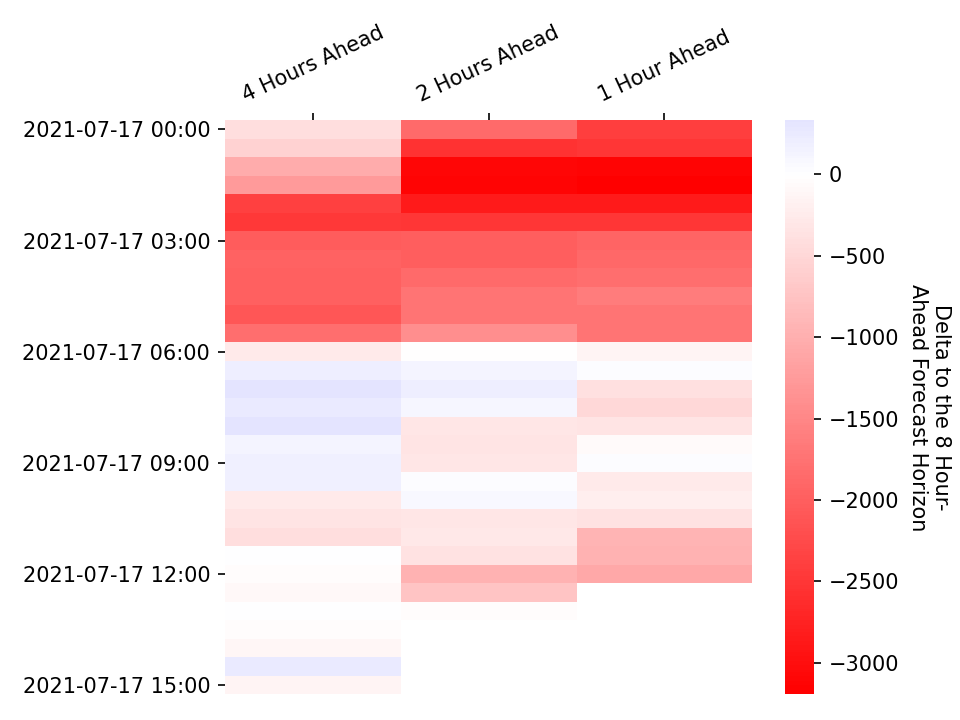 4 Hours Ahead
2 Hours Ahead
1 Hour Ahead
2021-07-17 00:00
2021-07-17 03:00
2021-07-17 06:00
2021-07-17 09:00
2021-07-17 12:00
2021-07-17 15:00
0
−500
−1000
−1500
−2000
−2500
−3000
Delta to the 8 Hour-
Ahead Forecast Horizon